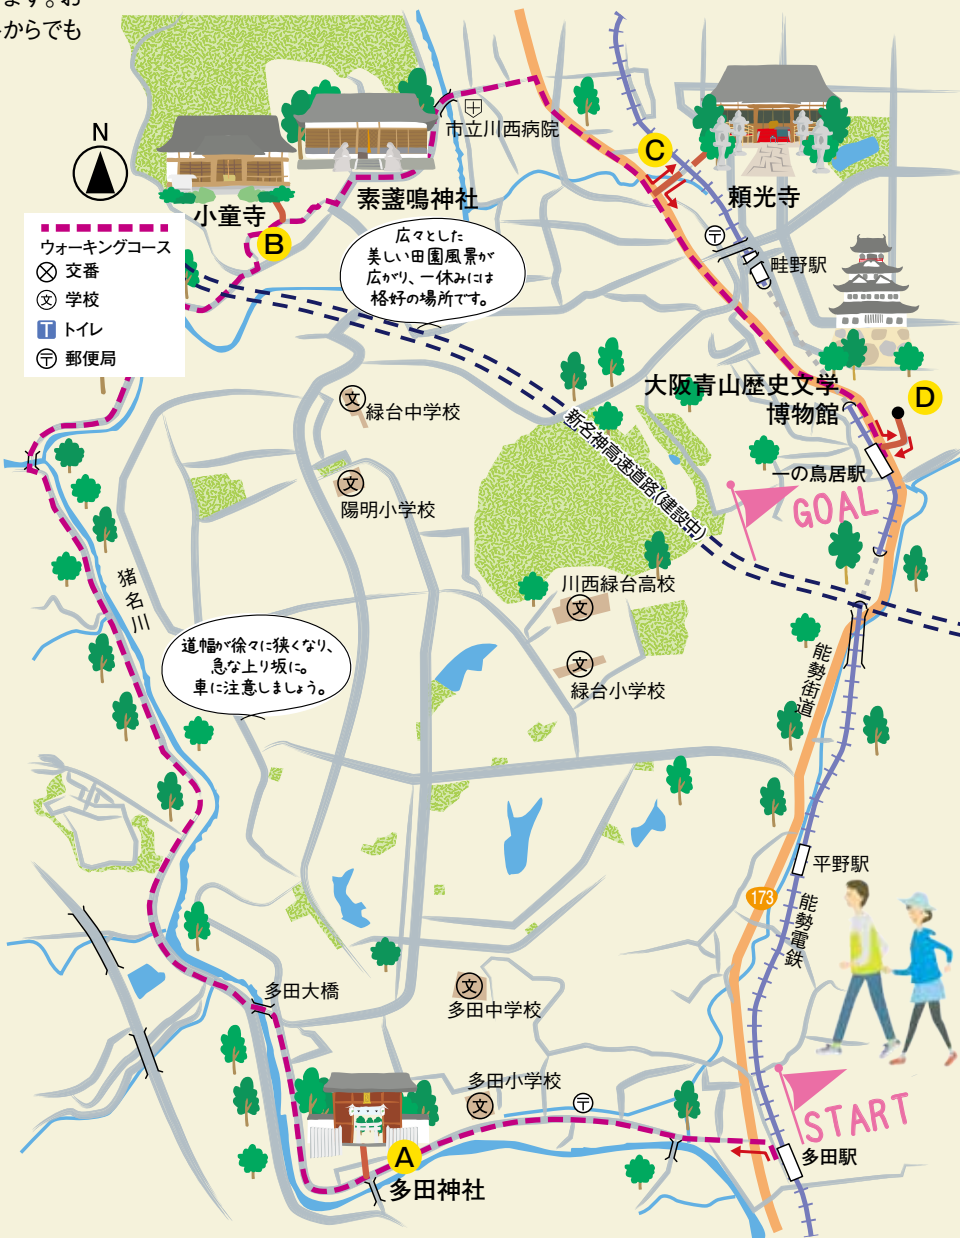 ます。お
からでも
N
ウォーキングコース
交番
文 学校
T トイレ
〒 郵便局
小童寺
B
素盞嗚神社
市立川西病院
C
頼光寺
〒
畦野駅
広々とした
美しい田園風景が
広がり、一休みには
格好の場所です。
大阪青山歴史文学
博物館
D
一の鳥居駅
GOAL
文
緑台中学校
文
陽明小学校
新名神高速道路(建設中)
川西緑台高校
文
文
緑台小学校
猪名川
道幅が徐々に狭くなり、
急な上り坂に。
車に注意しましょう。
能勢街道
平野駅
173
能勢電鉄
多田大橋
文
多田中学校
多田小学校
文
〒
START
多田駅
A
多田神社